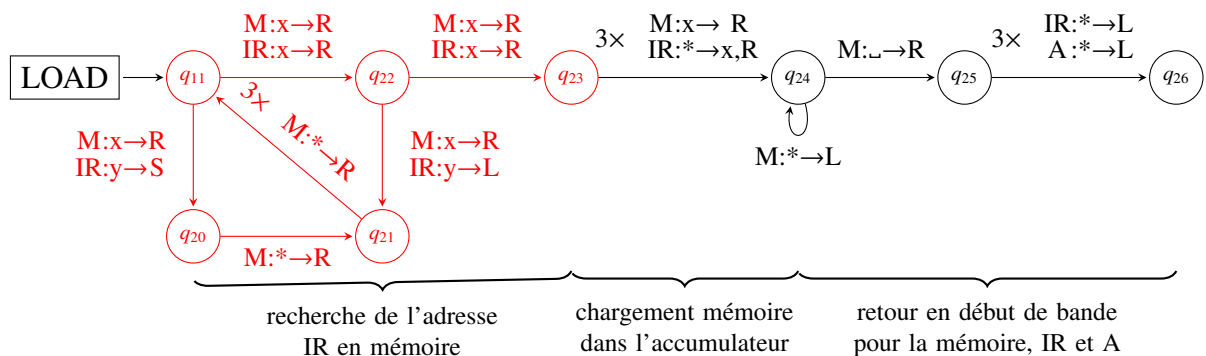 M:x→R
IR:x→R
M:x→R
IR:x→R
3×
M:x→ R
IR:*→x,R
M:␣→R
3×
IR:*→L
A :*→L
LOAD
q11
q22
q23
q24
q25
q26
3×
M:*→R
M:x→R
IR:y→S
M:x→R
IR:y→L
M:*→L
q20
q21
M:*→R
recherche de l’adresse
IR en mémoire
chargement mémoire
dans l’accumulateur
retour en début de bande
pour la mémoire, IR et A